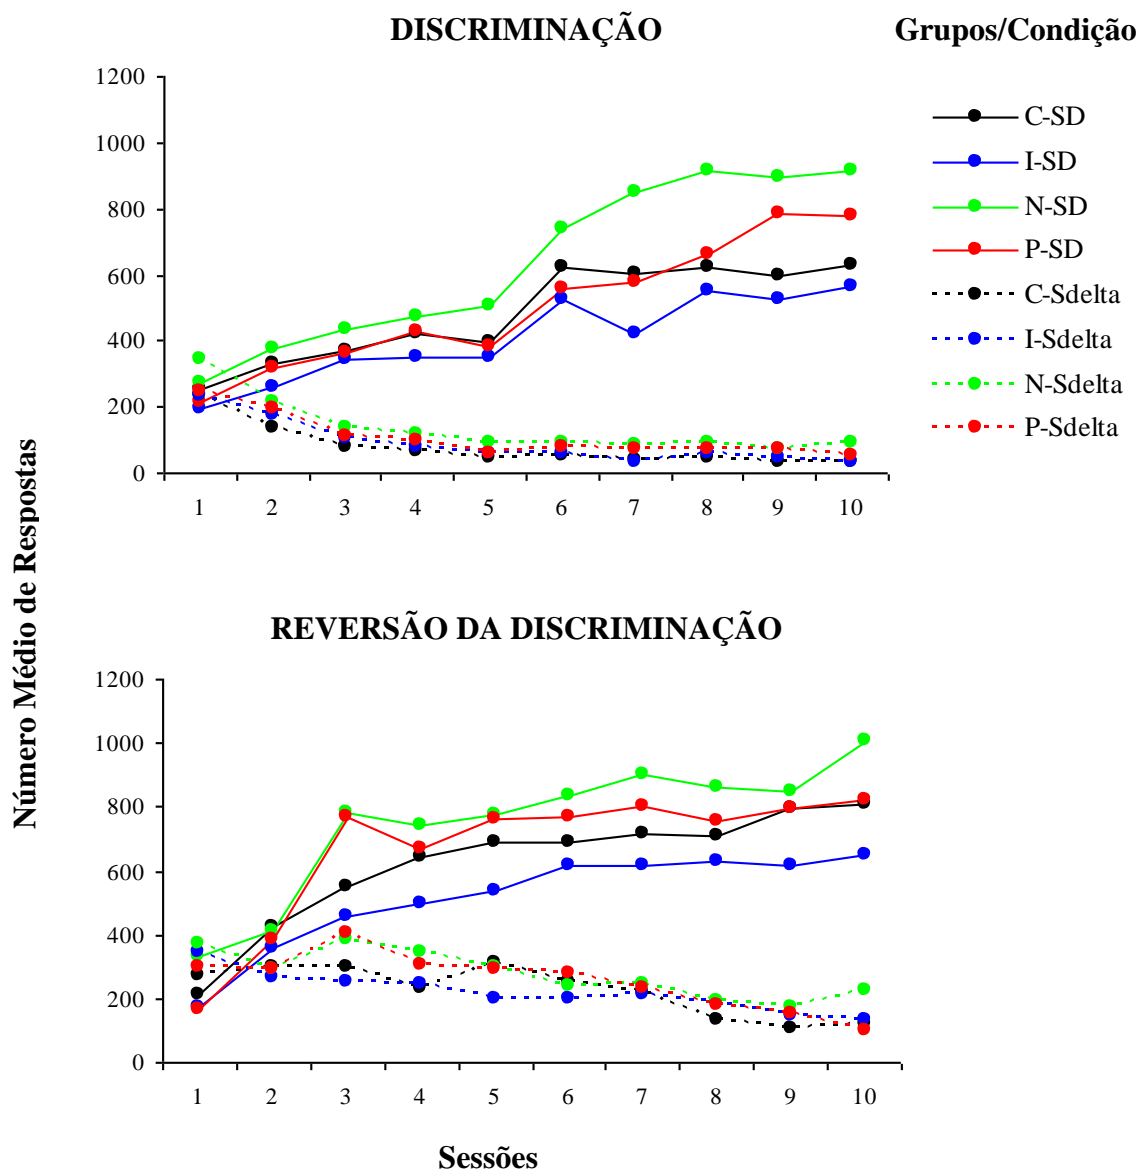 DISCRIMINAÇÃO
Grupos/Condição
1200
1000
800
600
400
200
0
1 2 3 4 5 6 7 8 9 10
C-SD
I-SD
N-SD
P-SD
C-Sdelta
I-Sdelta
N-Sdelta
P-Sdelta
Número Médio de Respostas
REVERSÃO DA DISCRIMINAÇÃO
1200
1000
800
600
400
200
0
1 2 3 4 5 6 7 8 9 10
Sessões